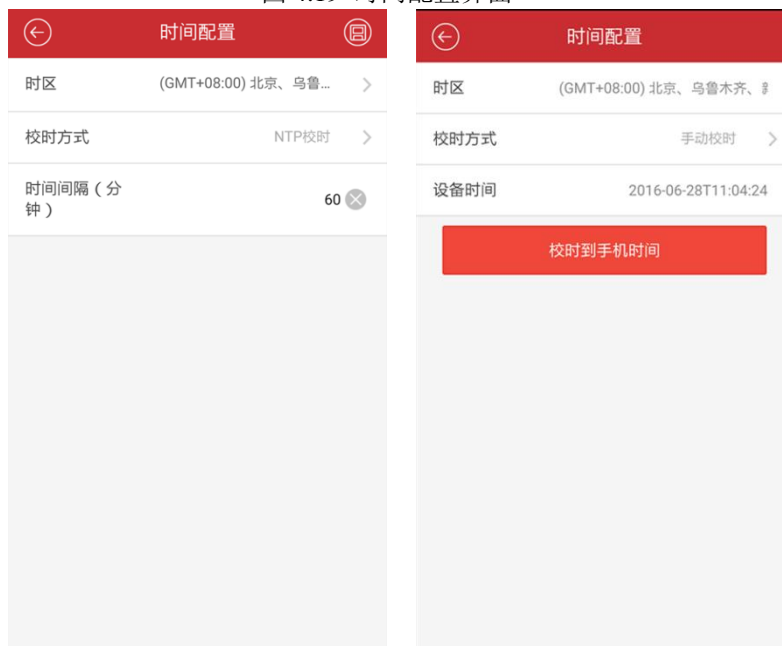 时间配置
时区 (GMT+08:00) 北京、乌鲁...
校时方式 NTP校时
时间间隔（分
钟） 60
时间配置
时区 (GMT+08:00) 北京、乌鲁木齐、
校时方式 手动校时
设备时间 2016-06-28T11:04:24
校时到手机时间